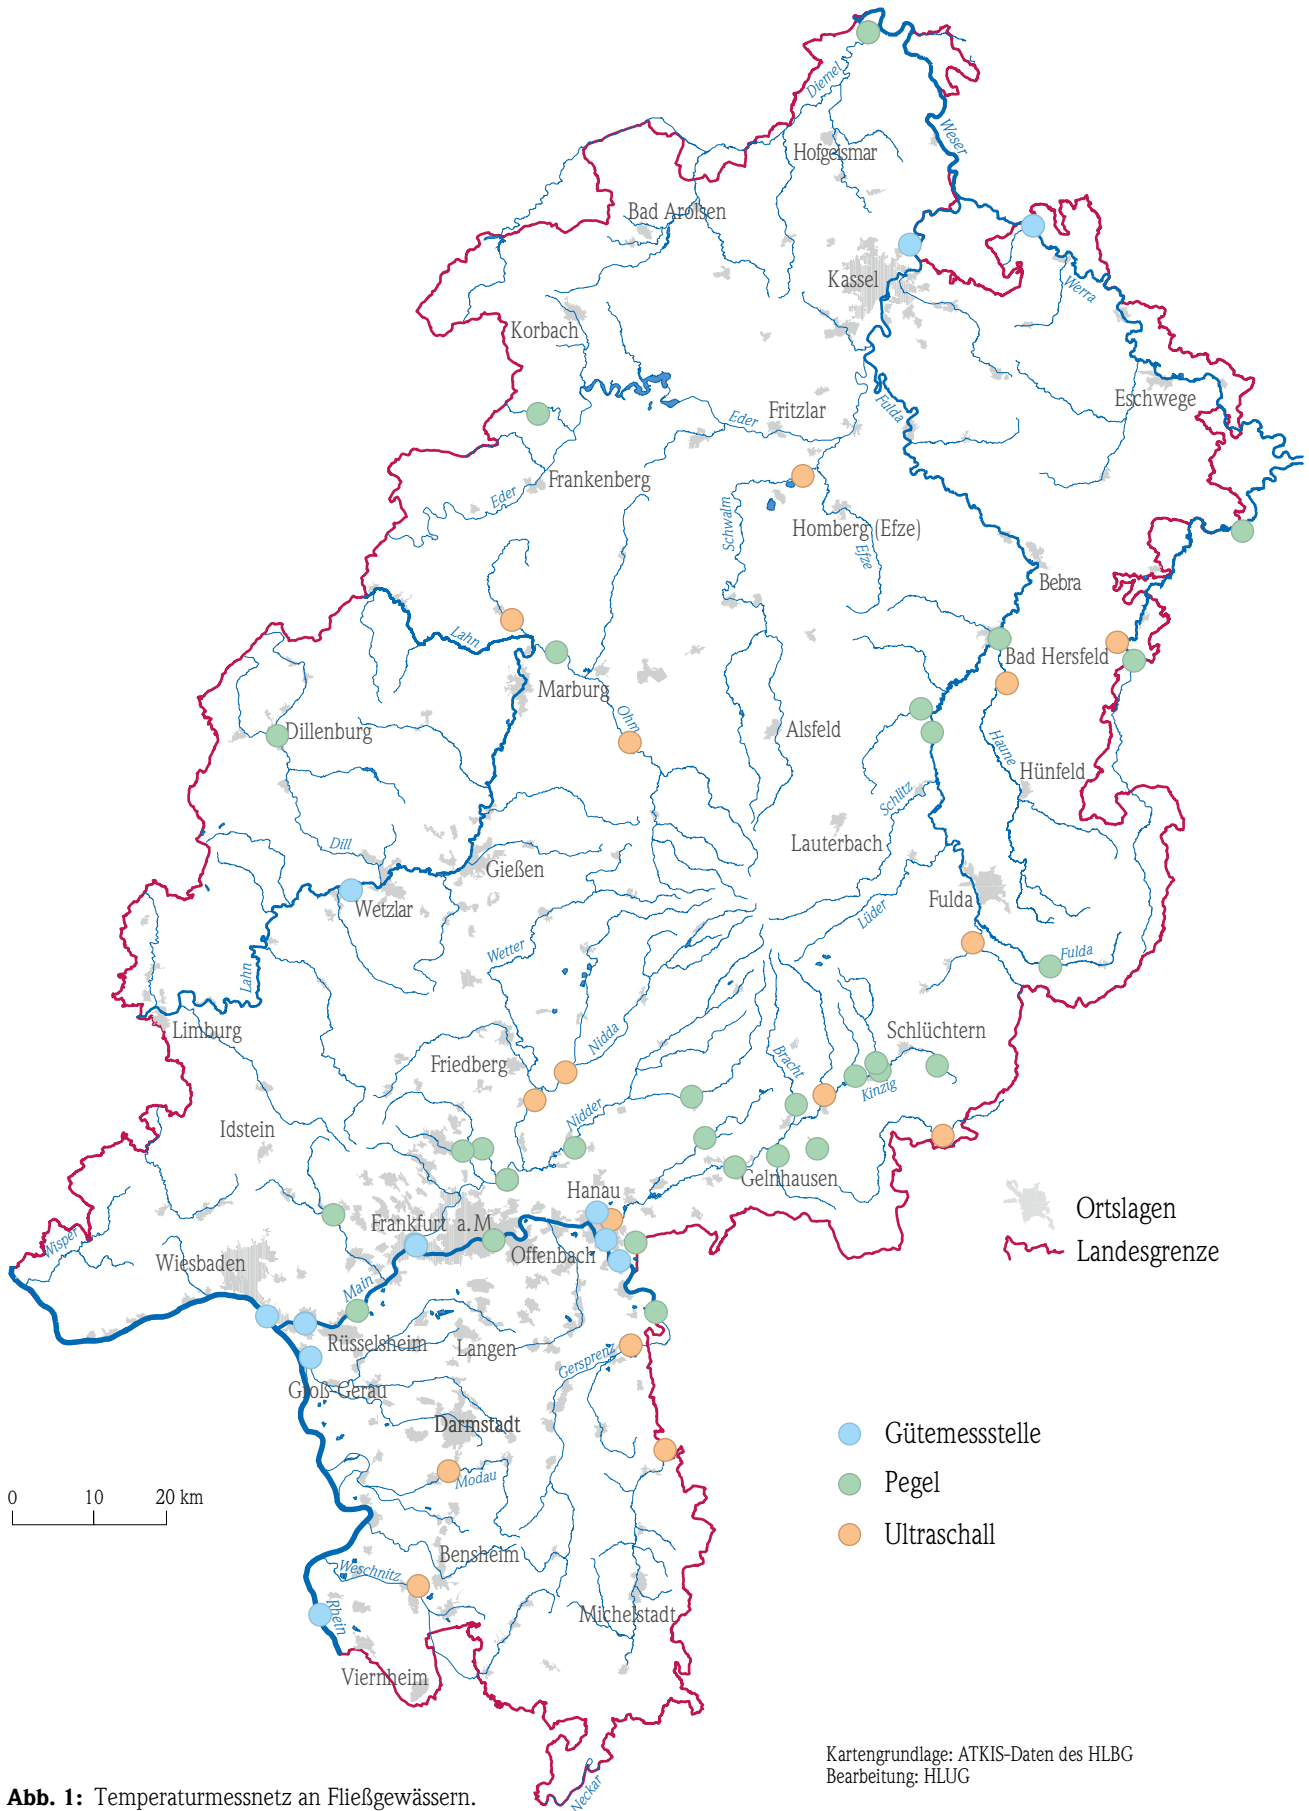 Diemel
Weser
Hofgeismar
Bad Arolsen
Kassel
Werra
Korbach
Eschwege
Fritzlar
Eder
Fulda
Frankenberg
Eder
Schwalm
Homberg (Efze)
Efze
Bebra
Lahn
Bad Hersfeld
Marburg
Ohm
Dillenburg
Alsfeld
Haune
Hünfeld
Schlitz
Lauterbach
Dill
Gießen
Wetzlar
Fulda
Lüder
Wetter
Fulda
Lahn
Limburg
Nidda
Schlüchtern
Friedberg
Bracht
Kinzig
Idstein
Nidder
Gelnhausen
Hanau
Ortslagen
Frankfurt a.M
Wisper
Offenbach
Landesgrenze
Wiesbaden
Main
Rüsselsheim
Langen
Gersprenz
Groß-Gerau
Darmstadt
Gütemessstelle
Modau
Pegel
0 10 20 km
Ultraschall
Bensheim
Weschnitz
Rhein
Michelstadt
Viernheim
Neckar
Kartengrundlage: ATKIS-Daten des HLBG
Bearbeitung: HLUG
Abb. 1: Temperaturmessnetz an Fließgewässern.